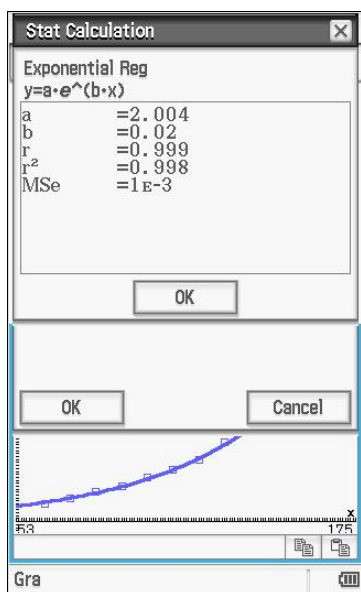 Stat Calculation
Exponential Reg
y=a·e^(b·x)
a =2.004
b =0.02
r =0.999
r² =0.998
MSe =1ᴇ-3
OK
OK Cancel
x
53 175
Gra